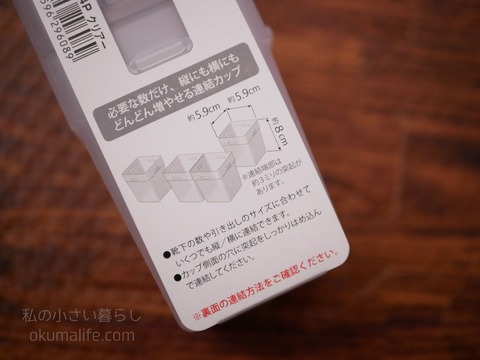 4P クリアー
596 296089
必要な数だけ、縦にも横にも
どんどん増やせる連結カップ
約5.9cm
約5.9cm
高さ8cm
※連結端部は
約3ミリの突起が
あります。
●靴下の数や引き出しのサイズに合わせて
いくつでも縦/横に連結できます。
●カップ側面の穴に突起をしっかりはめ込ん
で連結してください。
※裏面の連結方法をご確認ください。
私の小さい暮らし
okumalife.com